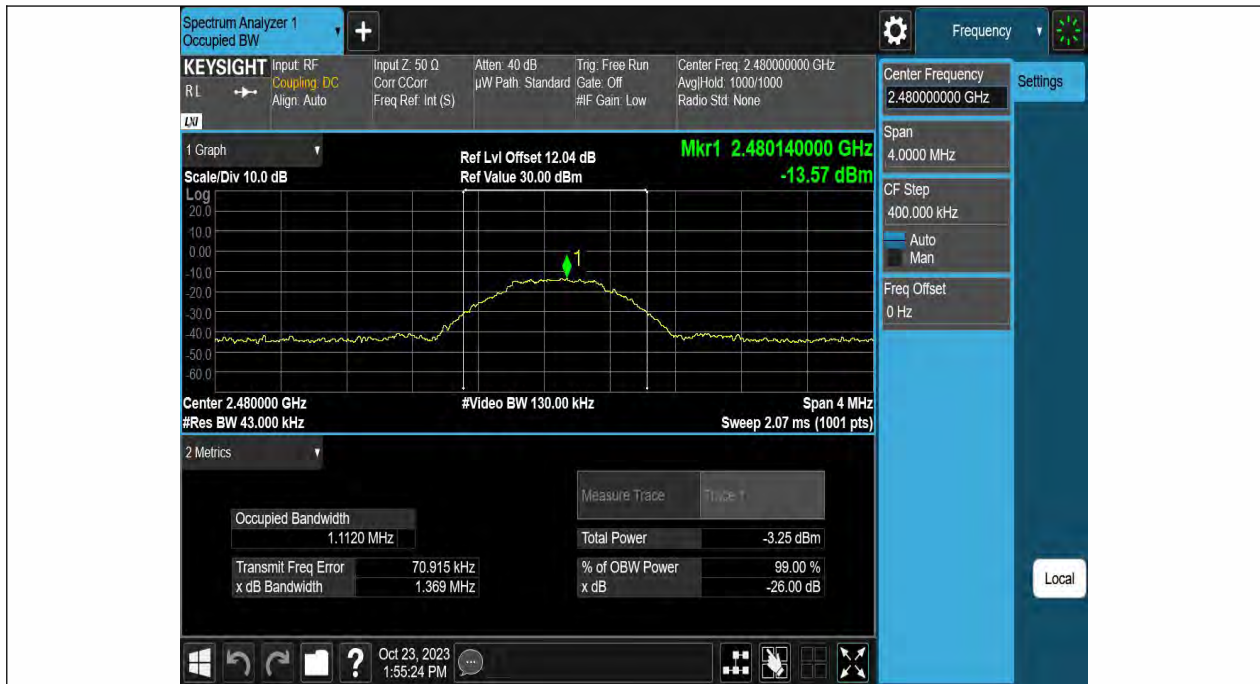 Spectrum Analyzer 1
Occupied BW
+
Frequency
KEYSIGHT
RL
LXI
Input: RF
Coupling: DC
Align: Auto
Input Z: 50 Ω
Corr CCorr
Freq Ref: Int (S)
Atten: 40 dB
µW Path: Standard
Trig: Free Run
Gate: Off
#IF Gain: Low
Center Freq: 2.480000000 GHz
Avg|Hold: 1000/1000
Radio Std: None
Center Frequency
2.480000000 GHz
Settings
Span
4.0000 MHz
CF Step
400.000 kHz
Auto
Man
Freq Offset
0 Hz
Local
1 Graph
Scale/Div 10.0 dB
Ref Lvl Offset 12.04 dB
Ref Value 30.00 dBm
Mkr1 2.480140000 GHz
-13.57 dBm
Log
20.0
10.0
0.00
-10.0
-20.0
-30.0
-40.0
-50.0
-60.0
1
Center 2.480000 GHz
#Video BW 130.00 kHz
Span 4 MHz
#Res BW 43.000 kHz
Sweep 2.07 ms (1001 pts)
2 Metrics
Measure Trace
Trace 1
Occupied Bandwidth
1.1120 MHz
Total Power
-3.25 dBm
Transmit Freq Error
70.915 kHz
% of OBW Power
99.00 %
x dB Bandwidth
1.369 MHz
x dB
-26.00 dB
?
Oct 23, 2023
1:55:24 PM